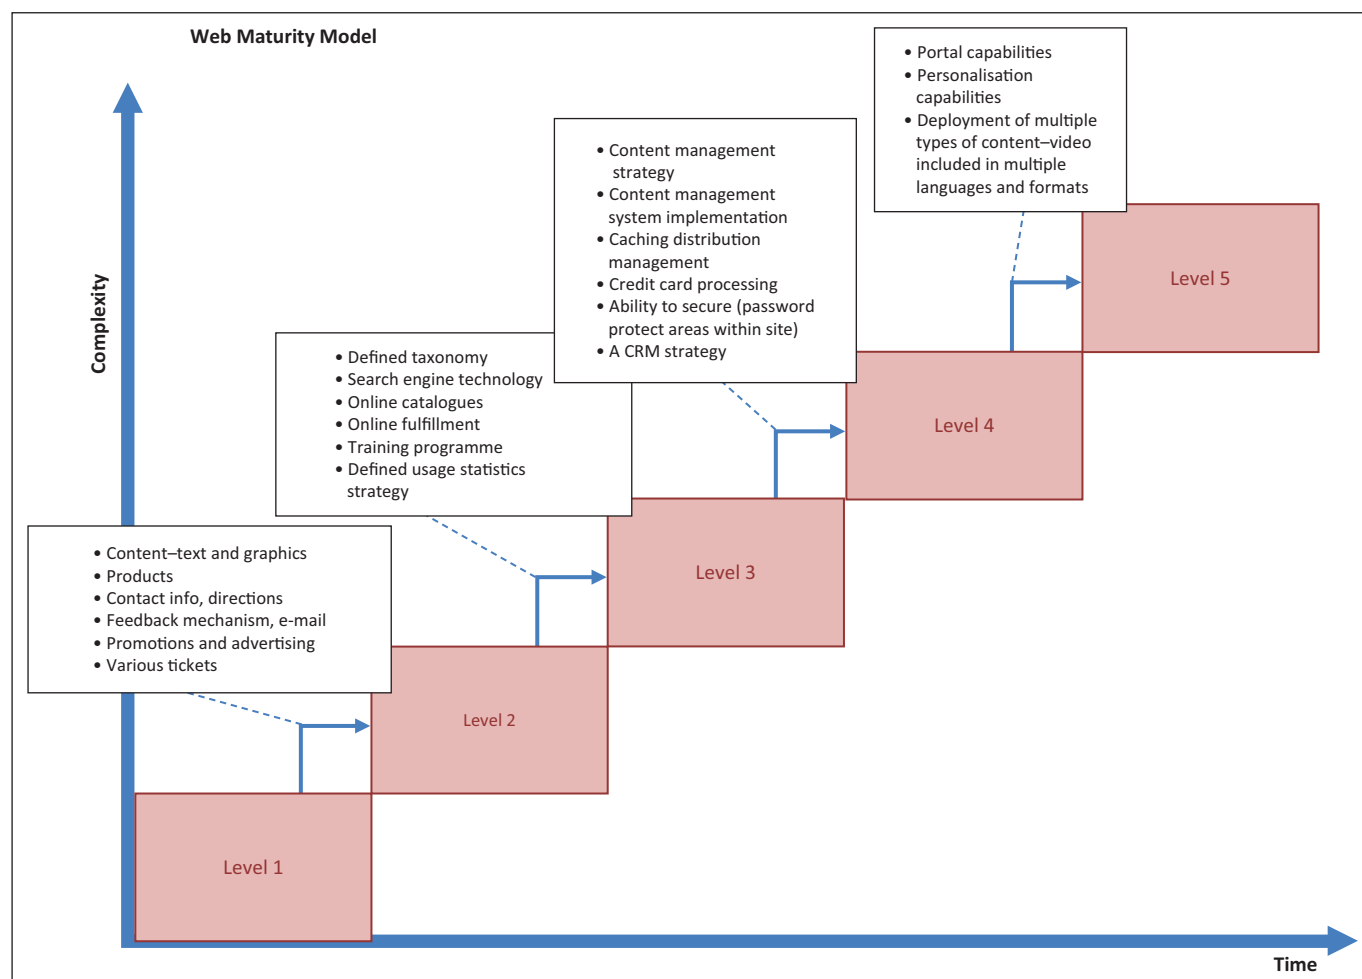 Web Maturity Model
• Portal capabilities
• Personalisation
capabilities
• Deployment of multiple
types of content–video
included in multiple
languages and formats
• Content management
strategy
• Content management
system implementation
• Caching distribution
management
• Credit card processing
• Ability to secure (password
protect areas within site)
• A CRM strategy
• Defined taxonomy
• Search engine technology
• Online catalogues
• Online fulfillment
• Training programme
• Defined usage statistics
strategy
• Content–text and graphics
• Products
• Contact info, directions
• Feedback mechanism, e-mail
• Promotions and advertising
• Various tickets
Level 5
Level 4
Level 3
Level 2
Level 1
Complexity
Time